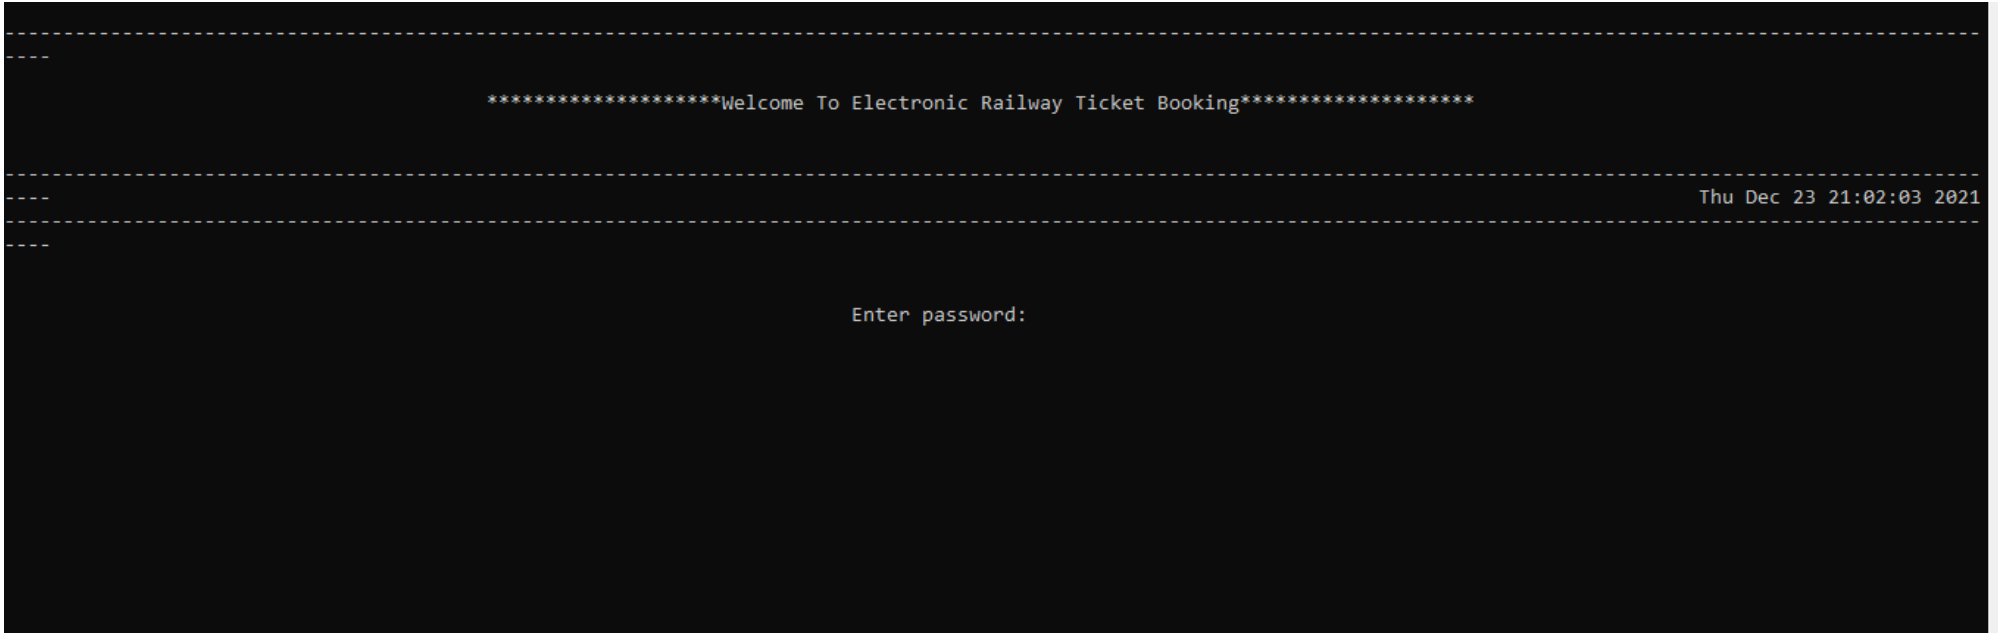 ------------------------------------------------------------------------------------------------------------------------------------------------------------------------
----
********************Welcome To Electronic Railway Ticket Booking********************
------------------------------------------------------------------------------------------------------------------------------------------------------------------------
---- Thu Dec 23 21:02:03 2021
------------------------------------------------------------------------------------------------------------------------------------------------------------------------
----
Enter password: